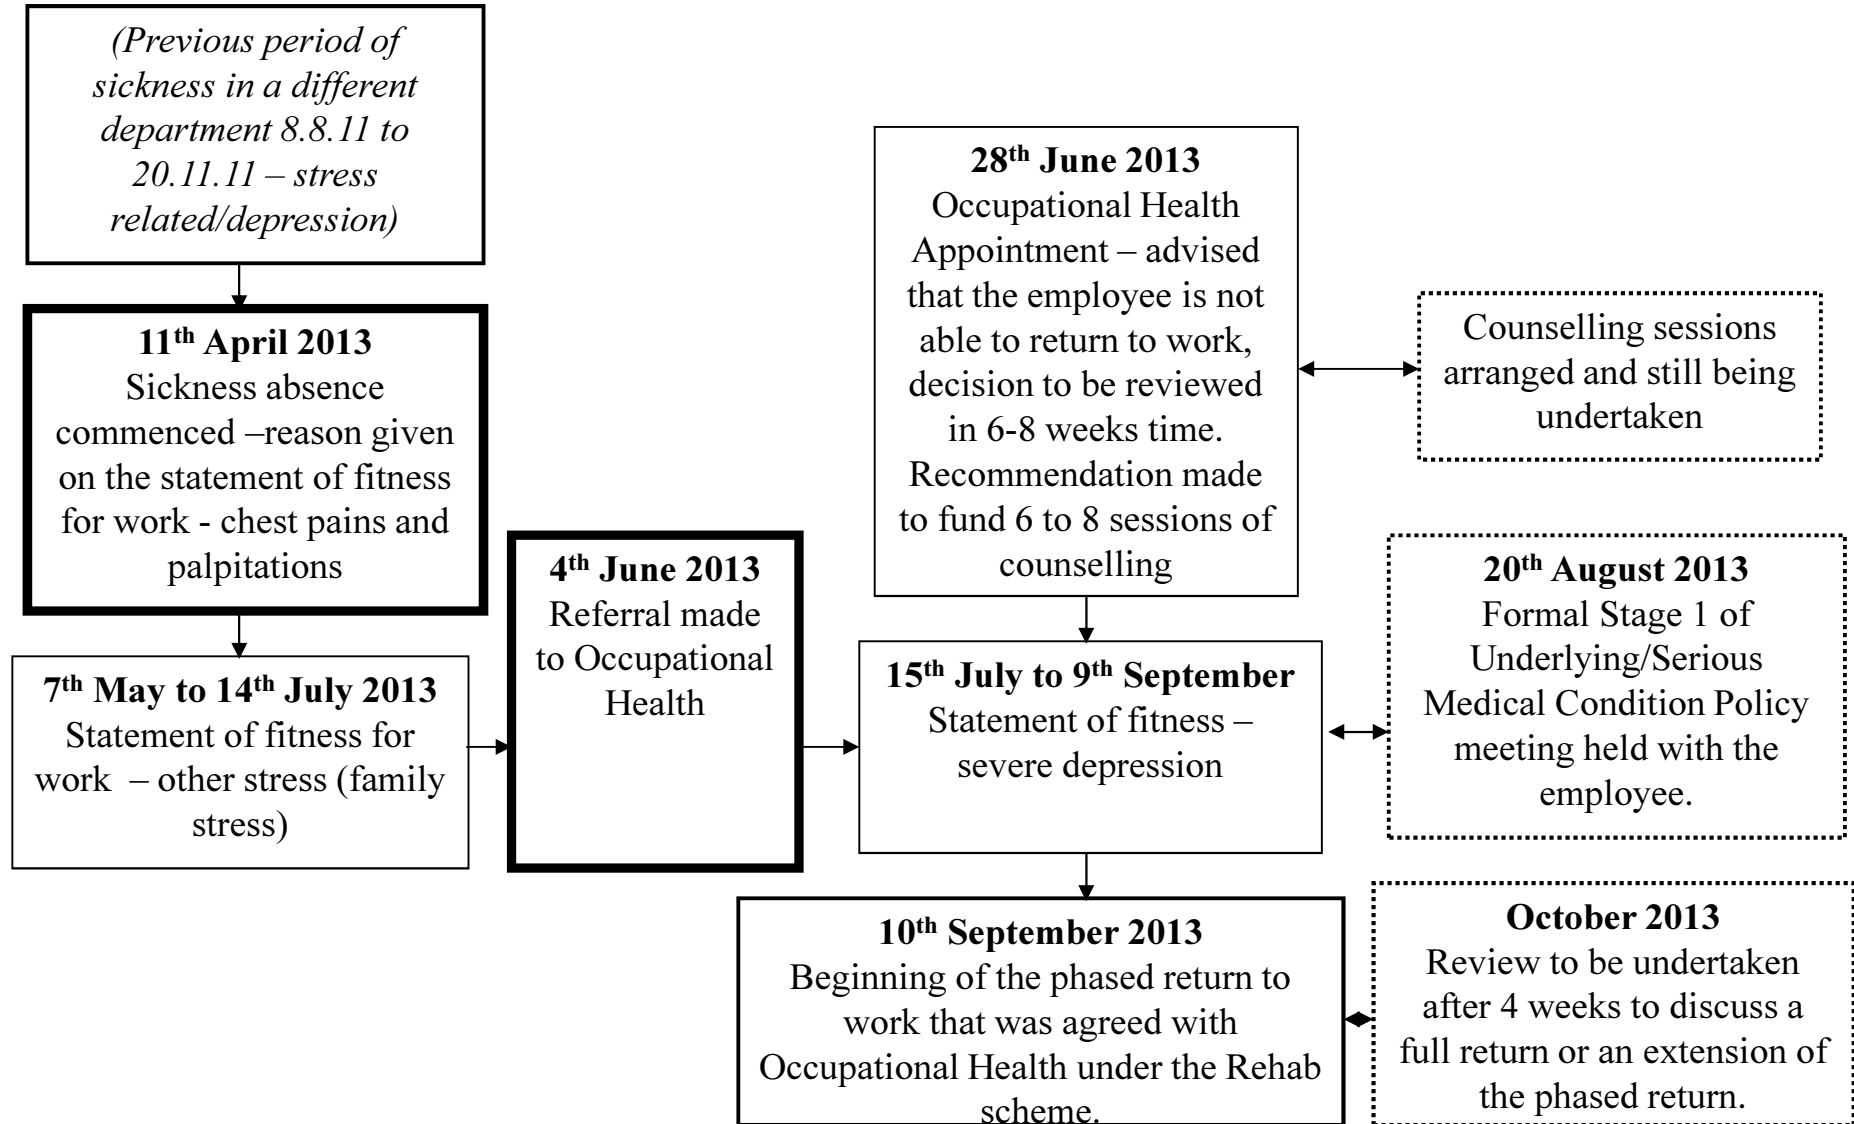 (Previous period of
sickness in a different
department 8.8.11 to
20.11.11 – stress
related/depression)
11th April 2013
Sickness absence
commenced –reason given
on the statement of fitness
for work - chest pains and
palpitations
7th May to 14th July 2013
Statement of fitness for
work – other stress (family
stress)
4th June 2013
Referral made
to Occupational
Health
28th June 2013
Occupational Health
Appointment – advised
that the employee is not
able to return to work,
decision to be reviewed
in 6-8 weeks time.
Recommendation made
to fund 6 to 8 sessions of
counselling
Counselling sessions
arranged and still being
undertaken
15th July to 9th September
Statement of fitness –
severe depression
20th August 2013
Formal Stage 1 of
Underlying/Serious
Medical Condition Policy
meeting held with the
employee.
10th September 2013
Beginning of the phased return to
work that was agreed with
Occupational Health under the Rehab
scheme.
October 2013
Review to be undertaken
after 4 weeks to discuss a
full return or an extension of
the phased return.